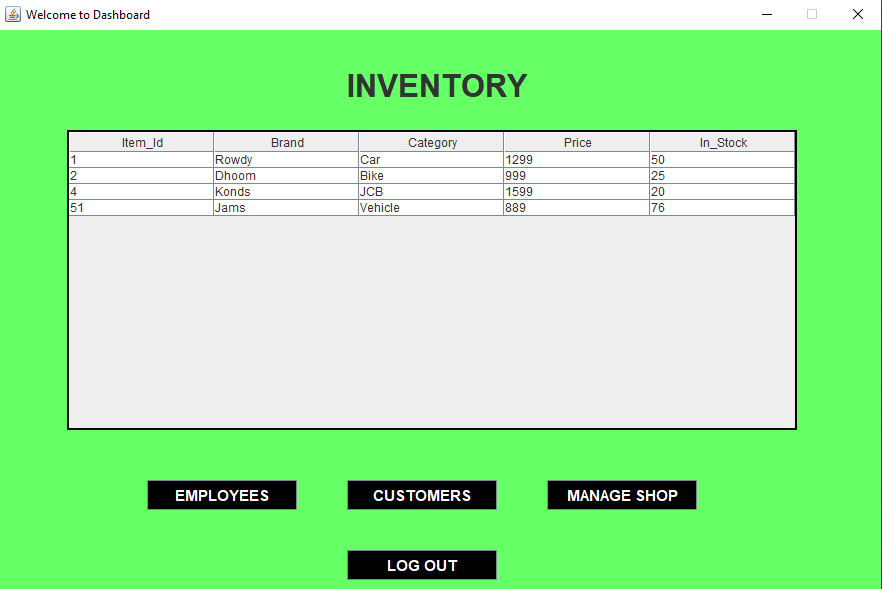 Welcome to Dashboard
INVENTORY
Item_Id Brand Category Price In_Stock
1 Rowdy Car 1299 50
2 Dhoom Bike 999 25
4 Konds JCB 1599 20
51 Jams Vehicle 889 76
EMPLOYEES CUSTOMERS MANAGE SHOP
LOG OUT